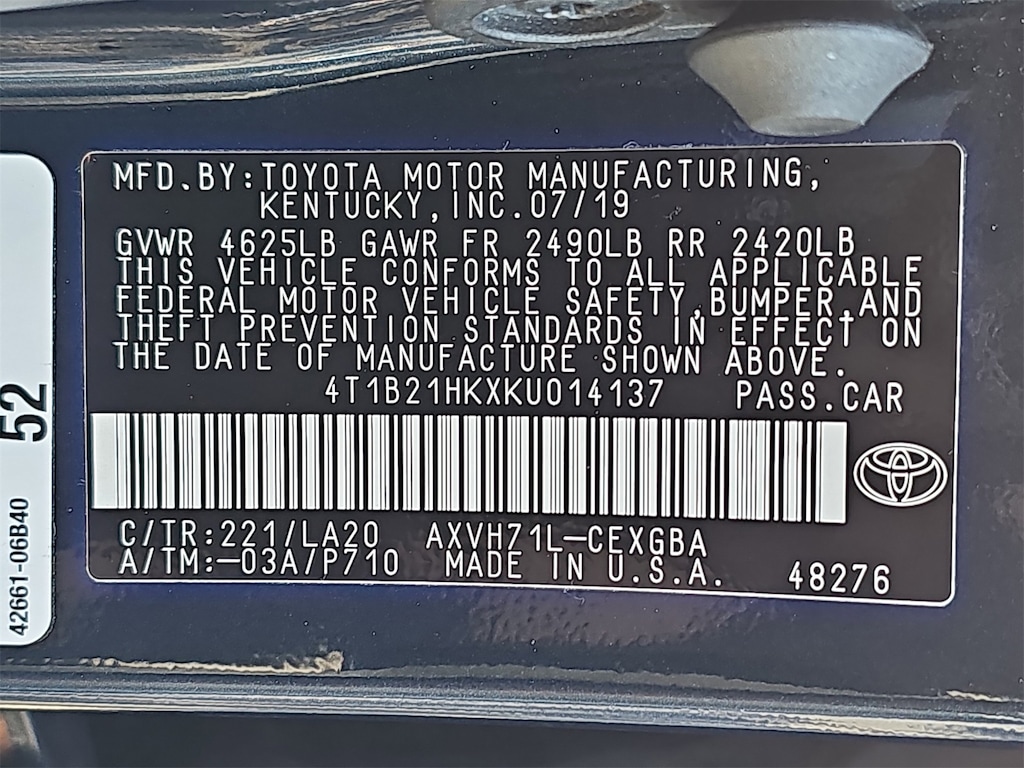 MFD.BY:TOYOTA MOTOR MANUFACTURING,
KENTUCKY,INC.07/19
GVWR 4625LB GAWR FR 2490LB RR 2420LB
THIS VEHICLE CONFORMS TO ALL APPLICABLE
FEDERAL MOTOR VEHICLE SAFETY,BUMPER,AND
THEFT PREVENTION STANDARDS IN EFFECT ON
THE DATE OF MANUFACTURE SHOWN ABOVE.
4T1B21HKXKU014137 PASS.CAR
C/TR:221/LA20 AXVH71L-CEXGBA
A/TM:-03A/P710 MADE IN U.S.A. 48276
52
42661-06B40